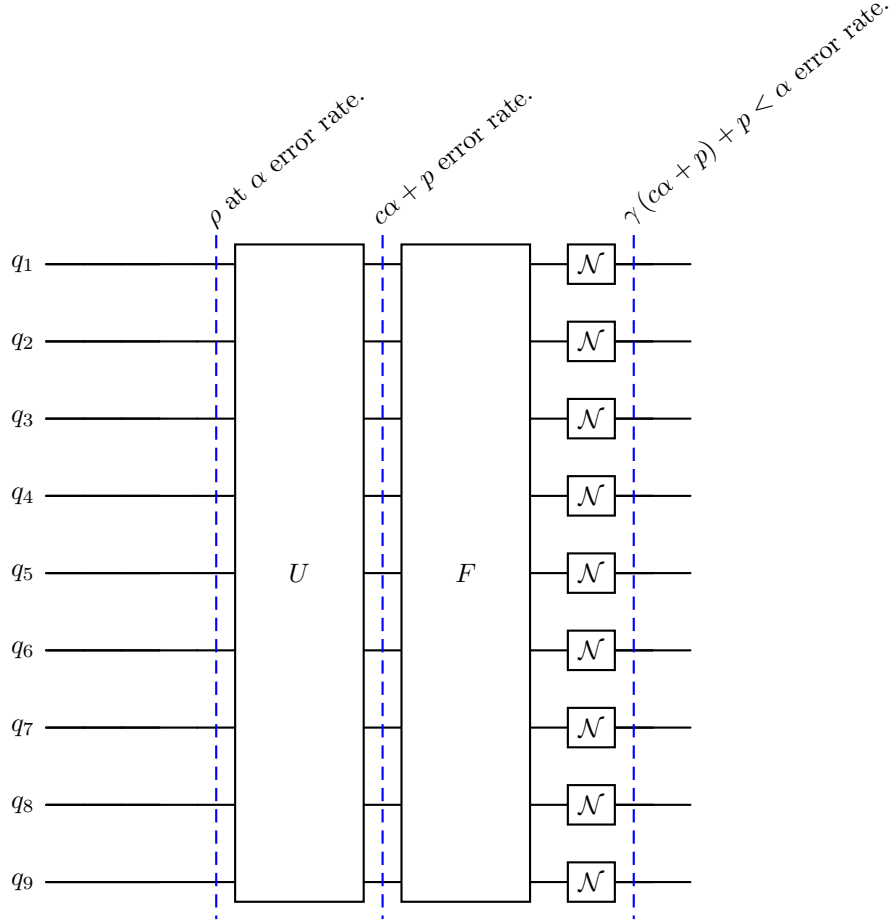 ρ at α error rate.
cα + p error rate.
γ (cα + p) + p < α error rate.
q₁ 𝒩
q₂ 𝒩
q₃ 𝒩
q₄ 𝒩
q₅ U F 𝒩
q₆ 𝒩
q₇ 𝒩
q₈ 𝒩
q₉ 𝒩